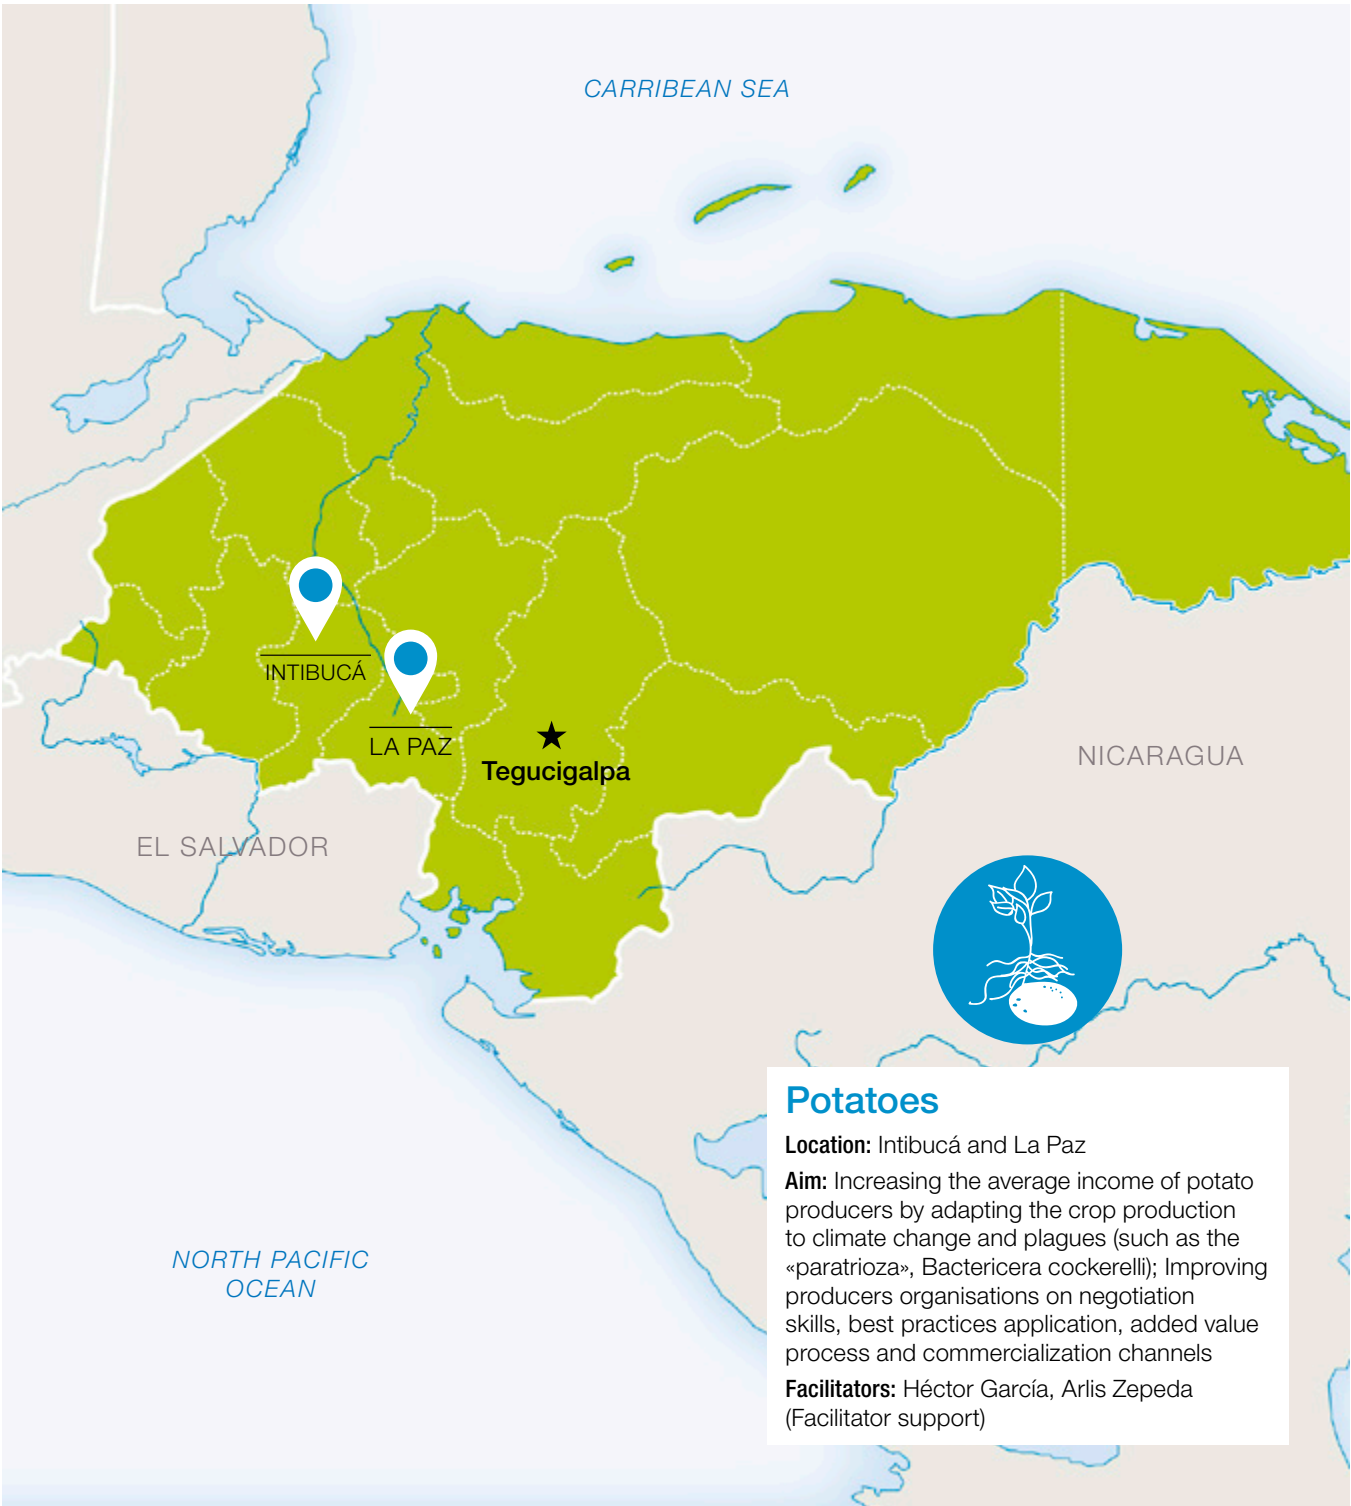 CARRIBEAN SEA
INTIBUCÁ
LA PAZ
Tegucigalpa
NICARAGUA
EL SALVADOR
NORTH PACIFIC
OCEAN
Potatoes
Location: Intibucá and La Paz
Aim: Increasing the average income of potato
producers by adapting the crop production
to climate change and plagues (such as the
«paratrioza», Bactericera cockerelli); Improving
producers organisations on negotiation
skills, best practices application, added value
process and commercialization channels
Facilitators: Héctor García, Arlis Zepeda
(Facilitator support)